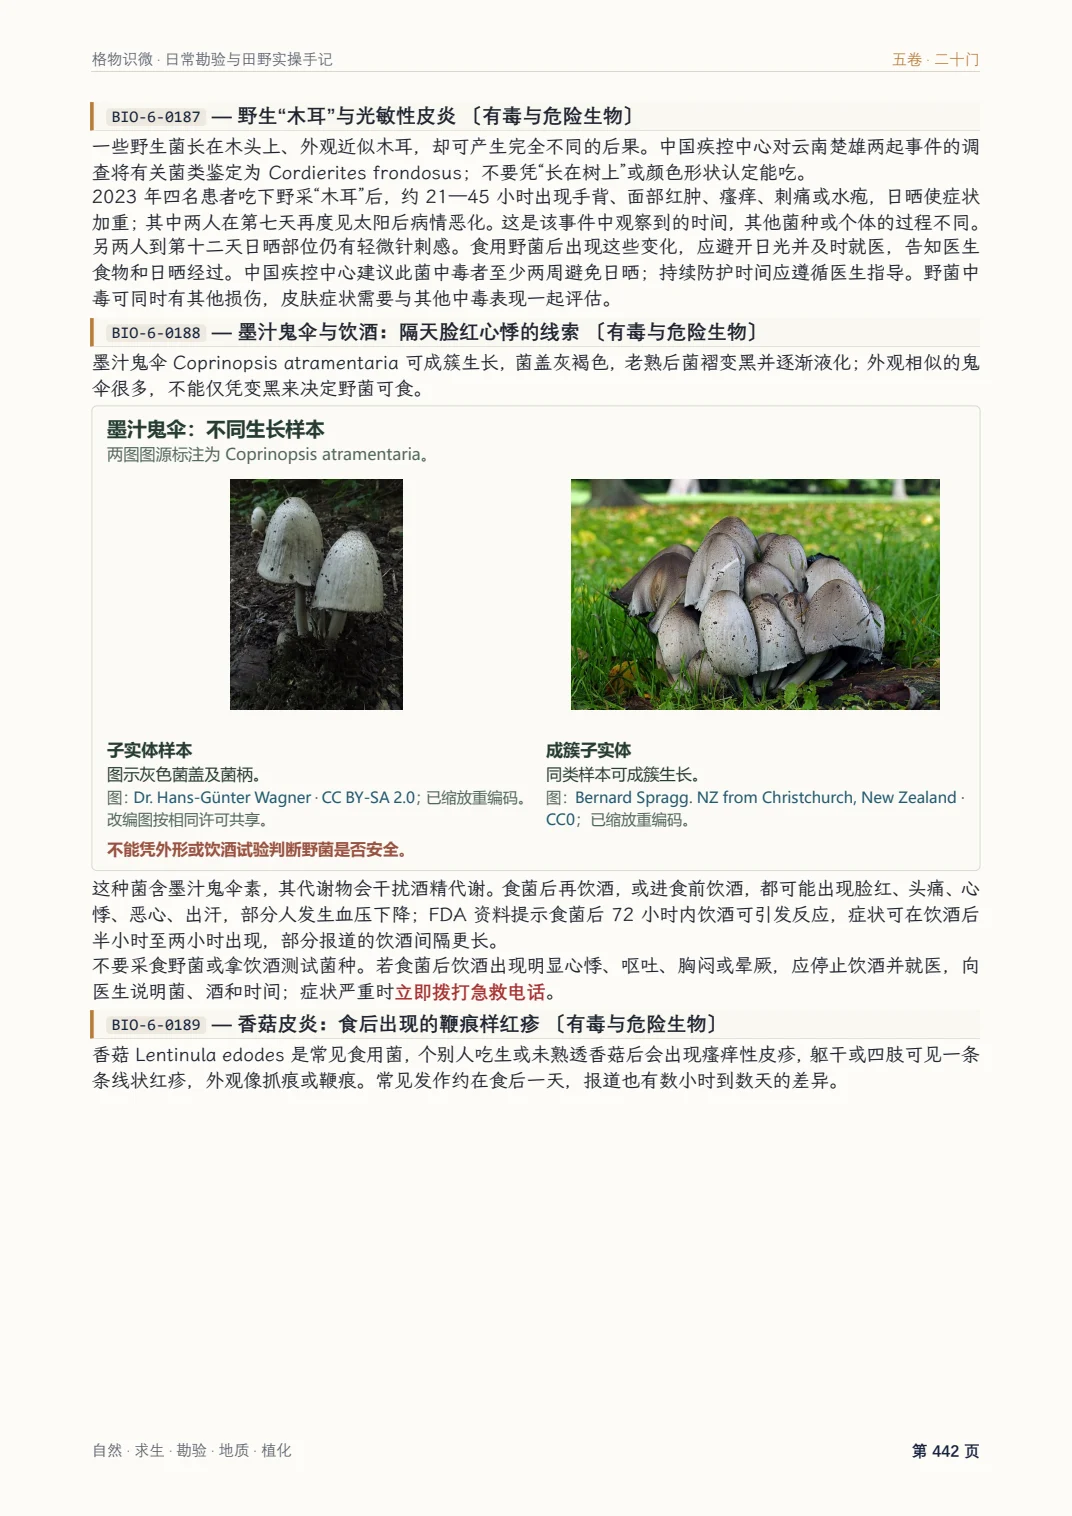 格物识微 · 日常勘验与田野实操手记
五卷 · 二十门
BIO-6-0187 — 野生“木耳”与光敏性皮炎 〔有毒与危险生物〕
一些野生菌长在木头上、外观近似木耳，却可产生完全不同的后果。中国疾控中心对云南楚雄两起事件的调
查将有关菌类鉴定为 Cordierites frondosus；不要凭“长在树上”或颜色形状认定能吃。
2023 年四名患者吃下野采“木耳”后，约 21—45 小时出现手背、面部红肿、瘙痒、刺痛或水疱，日晒使症状
加重；其中两人在第七天再度见太阳后病情恶化。这是该事件中观察到的时间，其他菌种或个体的过程不同。
另两人到第十二天日晒部位仍有轻微针刺感。食用野菌后出现这些变化，应避开日光并及时就医，告知医生
食物和日晒经过。中国疾控中心建议此菌中毒者至少两周避免日晒；持续防护时间应遵循医生指导。野菌中
毒可同时有其他损伤，皮肤症状需要与其他中毒表现一起评估。
BIO-6-0188 — 墨汁鬼伞与饮酒：隔天脸红心悸的线索 〔有毒与危险生物〕
墨汁鬼伞 Coprinopsis atramentaria 可成簇生长，菌盖灰褐色，老熟后菌褶变黑并逐渐液化；外观相似的鬼
伞很多，不能仅凭变黑来决定野菌可食。
墨汁鬼伞：不同生长样本
两图图源标注为 Coprinopsis atramentaria。
子实体样本
图示灰色菌盖及菌柄。
图：Dr. Hans-Günter Wagner · CC BY-SA 2.0；已缩放重编码。
改编图按相同许可共享。
成簇子实体
同类样本可成簇生长。
图：Bernard Spragg. NZ from Christchurch, New Zealand ·
CC0；已缩放重编码。
不能凭外形或饮酒试验判断野菌是否安全。
这种菌含墨汁鬼伞素，其代谢物会干扰酒精代谢。食菌后再饮酒，或进食前饮酒，都可能出现脸红、头痛、心
悸、恶心、出汗，部分人发生血压下降；FDA 资料提示食菌后 72 小时内饮酒可引发反应，症状可在饮酒后
半小时至两小时出现，部分报道的饮酒间隔更长。
不要采食野菌或拿饮酒测试菌种。若食菌后饮酒出现明显心悸、呕吐、胸闷或晕厥，应停止饮酒并就医，向
医生说明菌、酒和时间；症状严重时立即拨打急救电话。
BIO-6-0189 — 香菇皮炎：食后出现的鞭痕样红疹 〔有毒与危险生物〕
香菇 Lentinula edodes 是常见食用菌，个别人吃生或未熟透香菇后会出现瘙痒性皮疹，躯干或四肢可见一条
条线状红疹，外观像抓痕或鞭痕。常见发作约在食后一天，报道也有数小时到数天的差异。
自然 · 求生 · 勘验 · 地质 · 植化
第 442 页